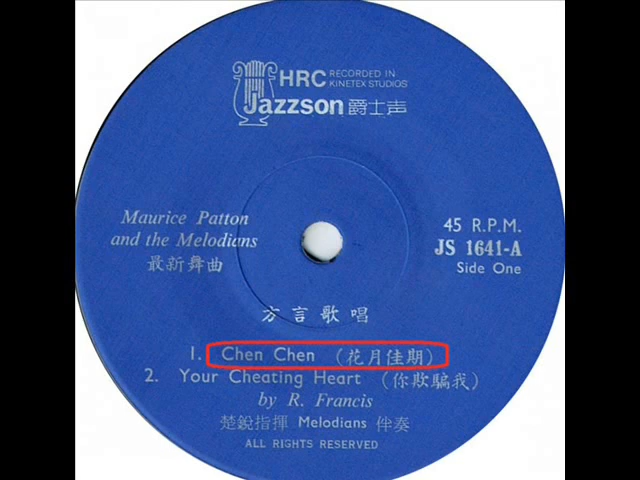 HRC RECORDED IN KINETEX STUDIOS
Jazzson 爵士声
Maurice Patton
and the Melodians
最新舞曲
45 R.P.M.
JS 1641-A
Side One
方言歌唱
1. Chen Chen (花月佳期)
2. Your Cheating Heart (你欺騙我)
by R. Francis
楚銳指揮 Melodians 伴奏
ALL RIGHTS RESERVED